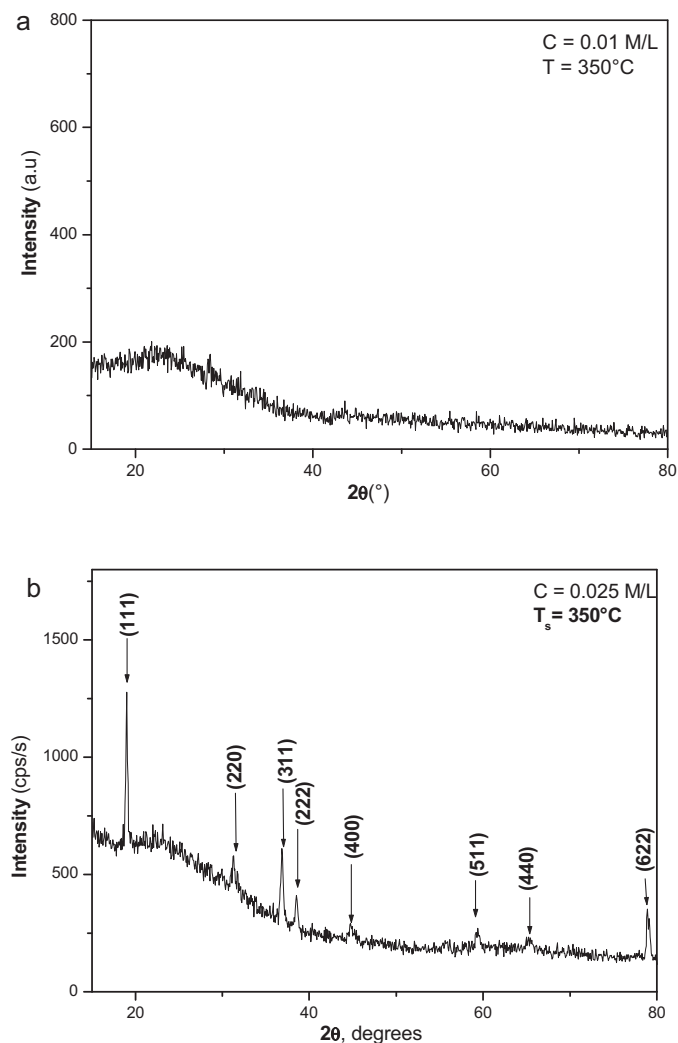 a
800
C = 0.01 M/L
T = 350°C
600
400
200
0
Intensity (a.u)
20 40 60 80
2θ(°)
b
C = 0.025 M/L
T_s = 350°C
1500
1000
500
0
Intensity (cps/s)
(111)
(220)
(311)
(222)
(400)
(511)
(440)
(622)
20 40 60 80
2θ, degrees